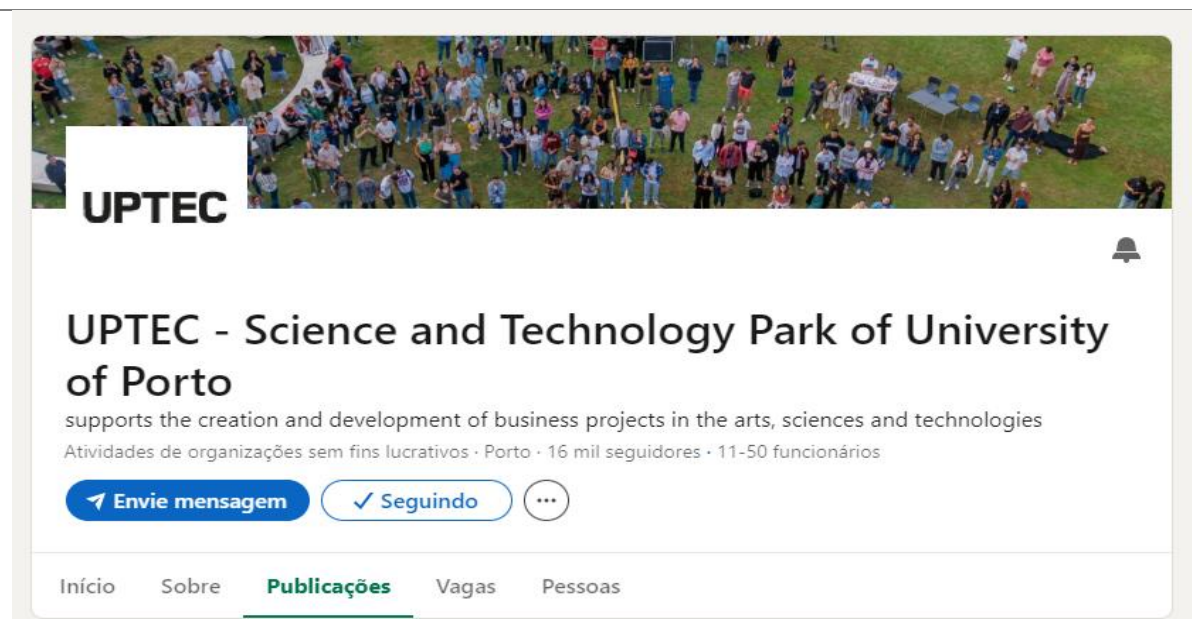 UPTEC
UPTEC - Science and Technology Park of University
of Porto
supports the creation and development of business projects in the arts, sciences and technologies
Atividades de organizações sem fins lucrativos · Porto · 16 mil seguidores · 11-50 funcionários
Envie mensagem Seguindo
Início Sobre Publicações Vagas Pessoas